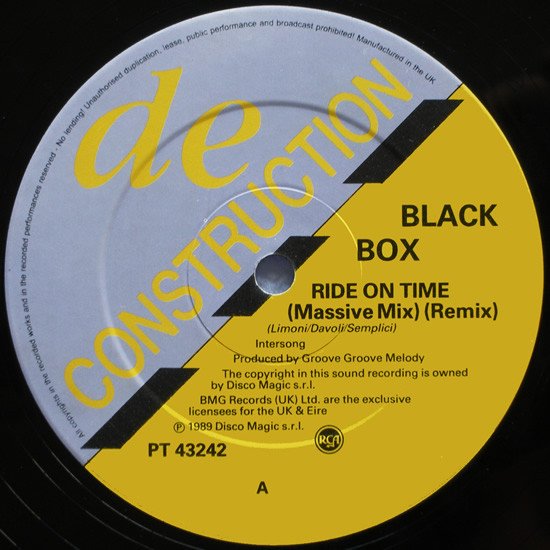 All copyrights in the recorded works and in the recorded performances reserved - No lending! Unauthorised duplication, lease, public performance and broadcast prohibited! Manufactured in the UK
de
CONSTRUCTION
BLACK
BOX
RIDE ON TIME
(Massive Mix) (Remix)
(Limoni/Davoli/Semplici)
Intersong
Produced by Groove Groove Melody
The copyright in this sound recording is owned
by Disco Magic s.r.l.
BMG Records (UK) Ltd. are the exclusive
licensees for the UK & Eire
℗ 1989 Disco Magic s.r.l.
RCA
PT 43242
A